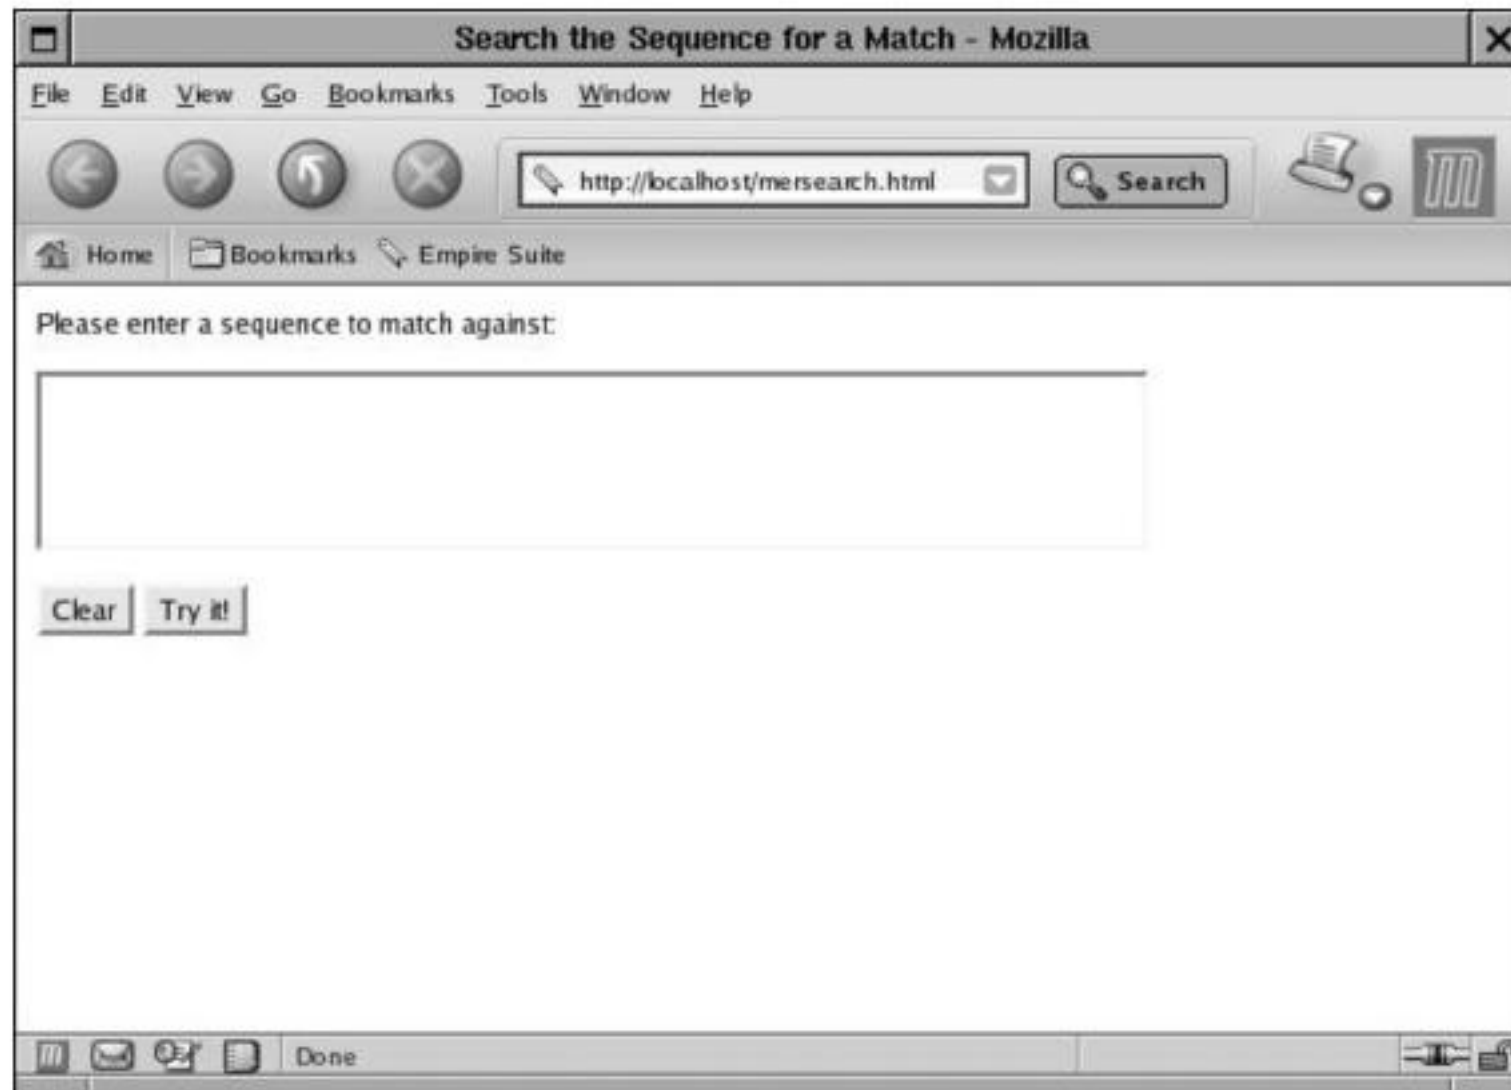 Search the Sequence for a Match - Mozilla
File Edit View Go Bookmarks Tools Window Help
http://localhost/mersearch.html Search
Home Bookmarks Empire Suite
Please enter a sequence to match against:
Clear Try it!
Done